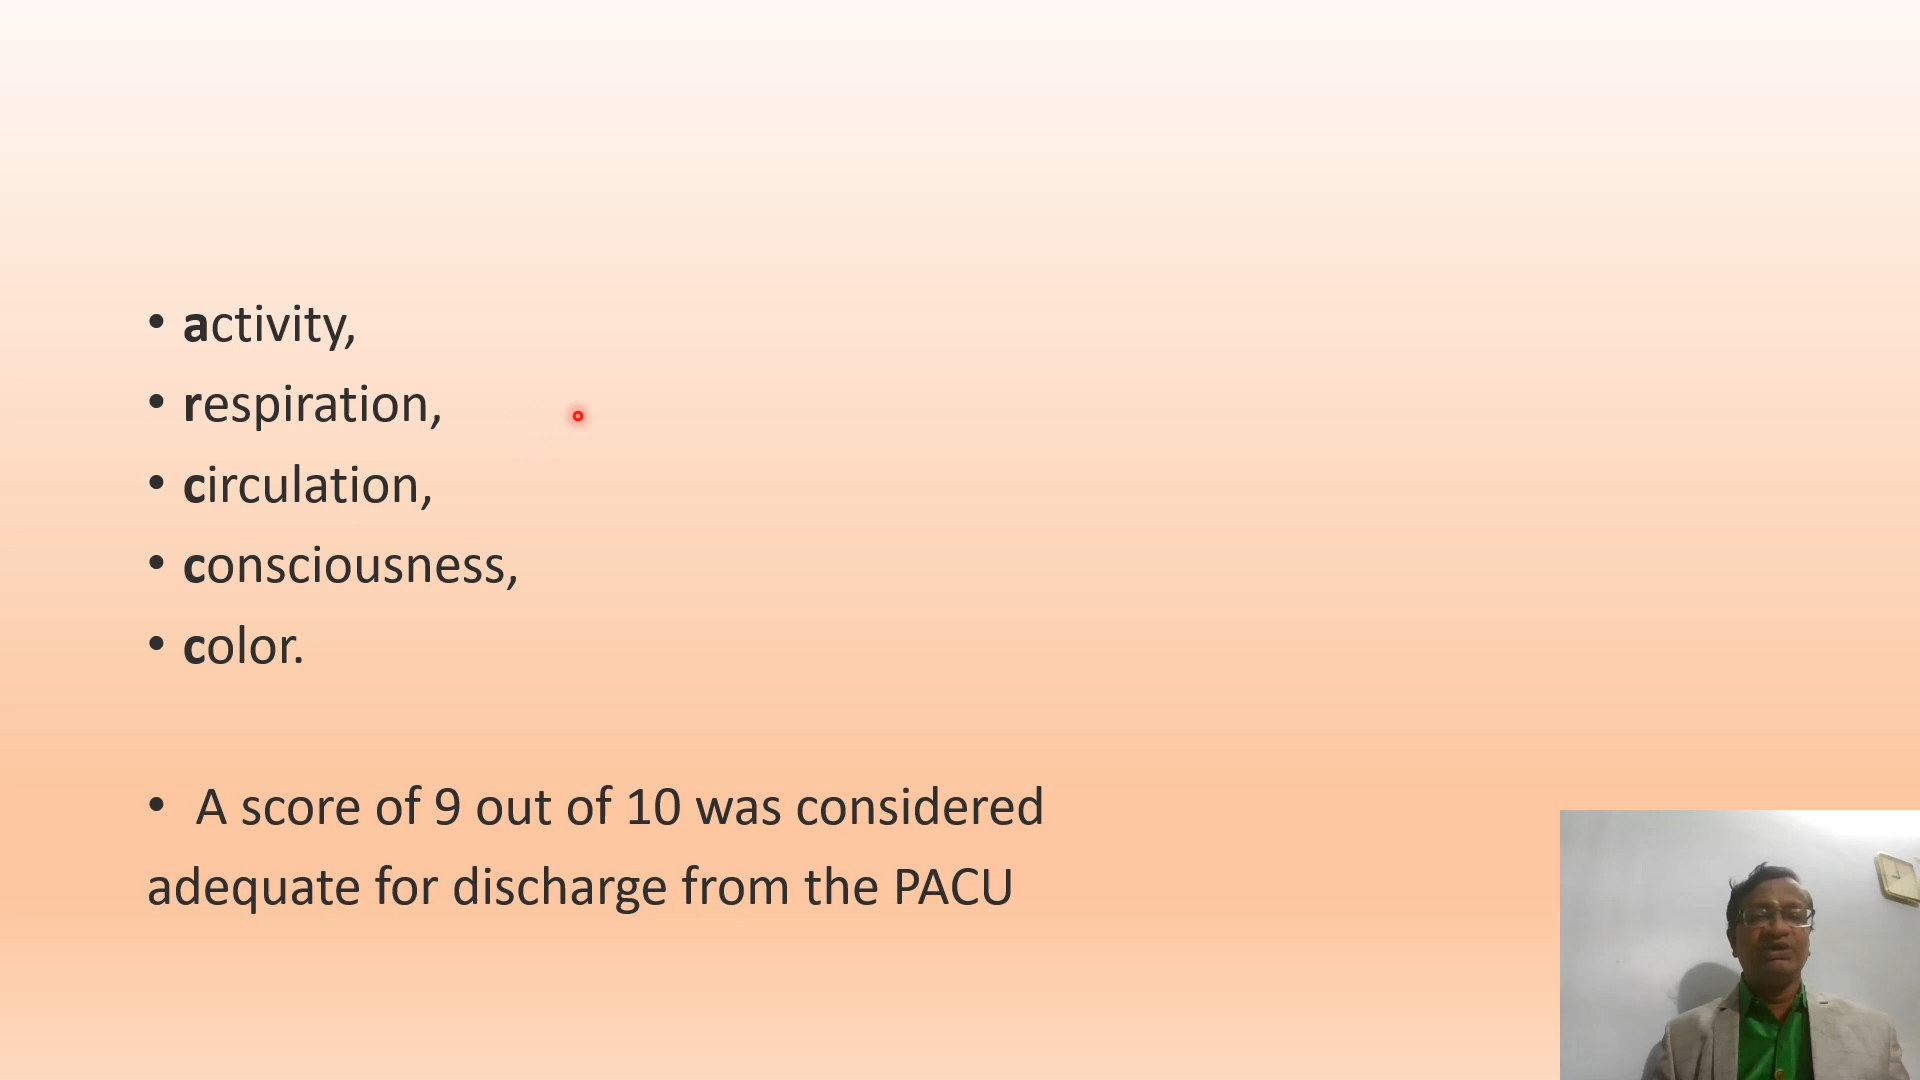 • activity,
• respiration,
• circulation,
• consciousness,
• color.
• A score of 9 out of 10 was considered
adequate for discharge from the PACU